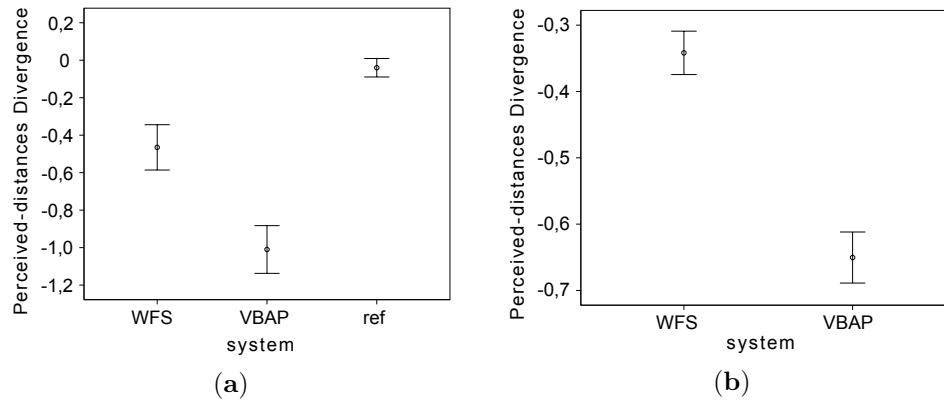 Perceived-distances Divergence
0,2
0
-0,2
-0,4
-0,6
-0,8
-1,0
-1,2
WFS VBAP ref
system
(a)
Perceived-distances Divergence
-0,3
-0,4
-0,5
-0,6
-0,7
WFS VBAP
system
(b)